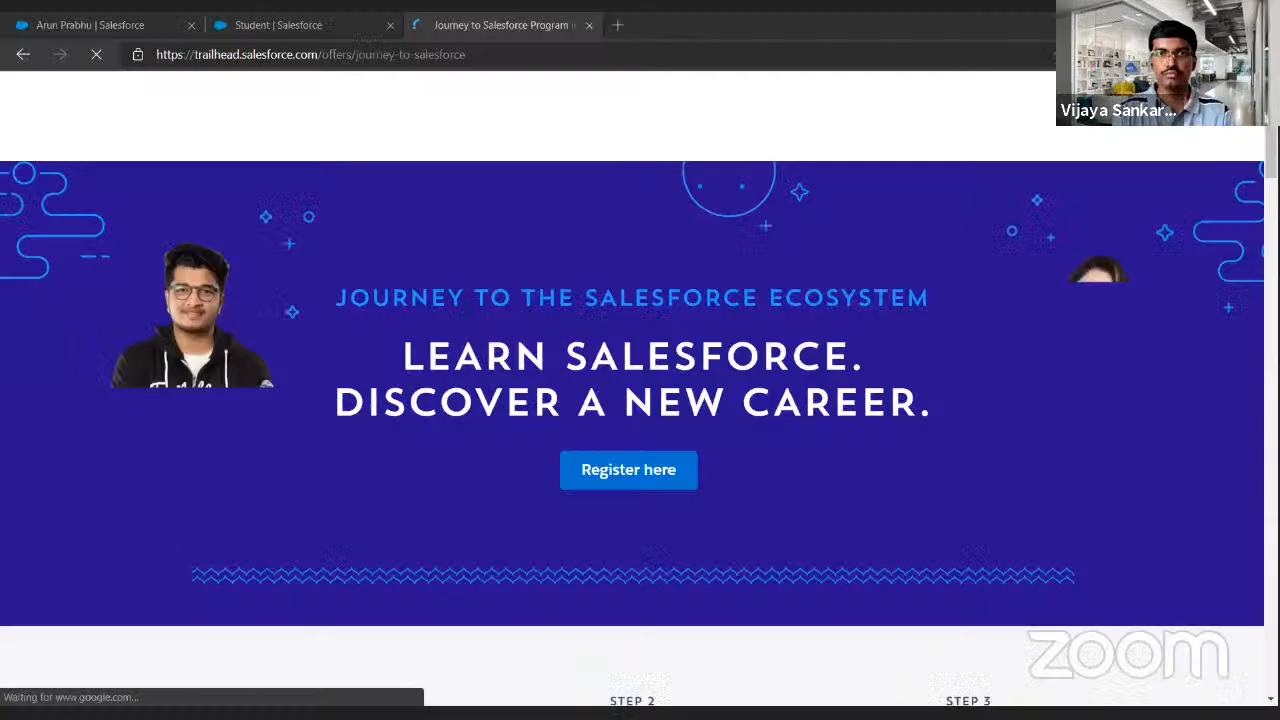 Arun Prabhu | Salesforce
Student | Salesforce
Journey to Salesforce Program
https://trailhead.salesforce.com/offers/journey-to-salesforce
Vijaya Sankar...
JOURNEY TO THE SALESFORCE ECOSYSTEM
LEARN SALESFORCE.
DISCOVER A NEW CAREER.
Register here
zoom
Waiting for www.google.com...
STEP 2
STEP 3